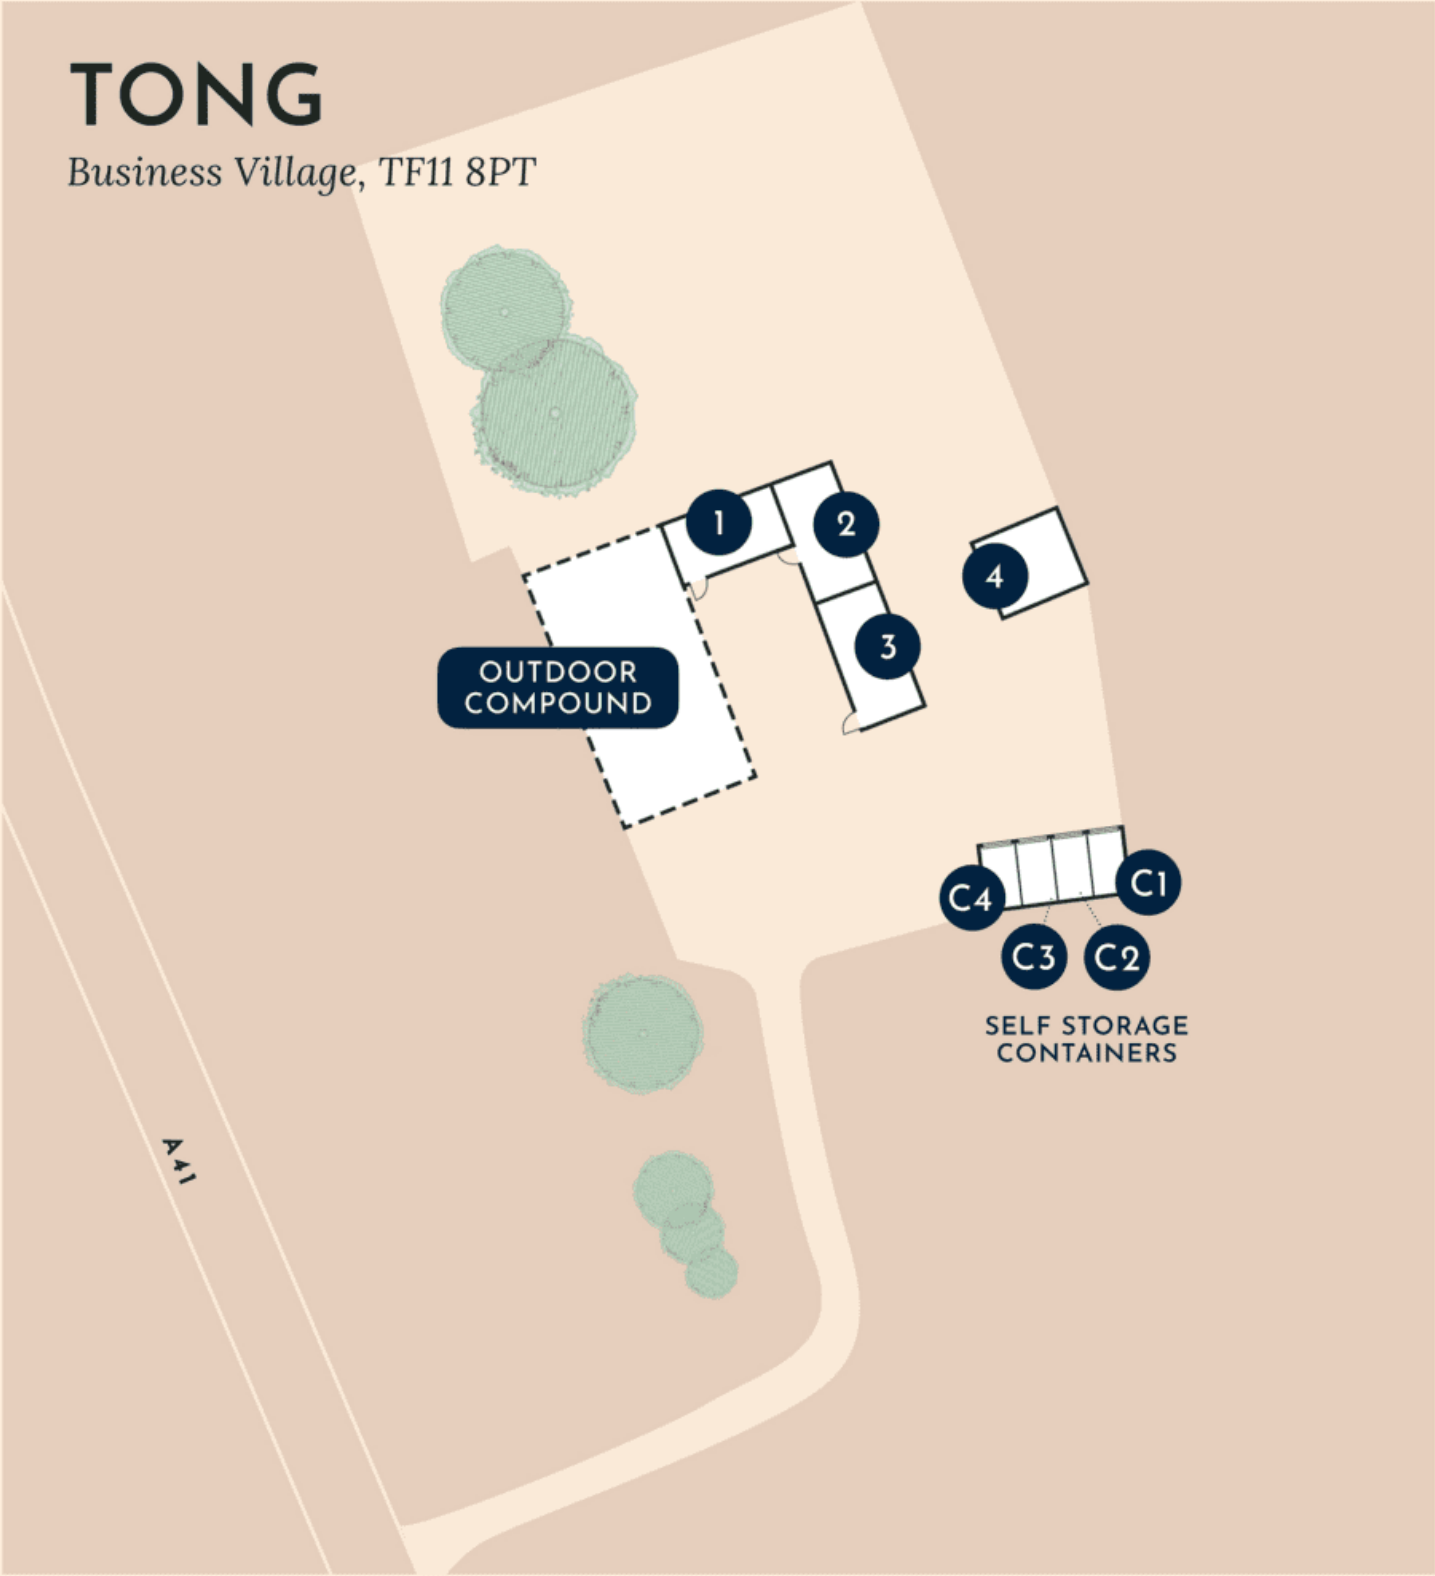 TONG
Business Village, TF11 8PT
1
2
4
3
OUTDOOR
COMPOUND
C4
C1
C3
C2
SELF STORAGE
CONTAINERS
A41